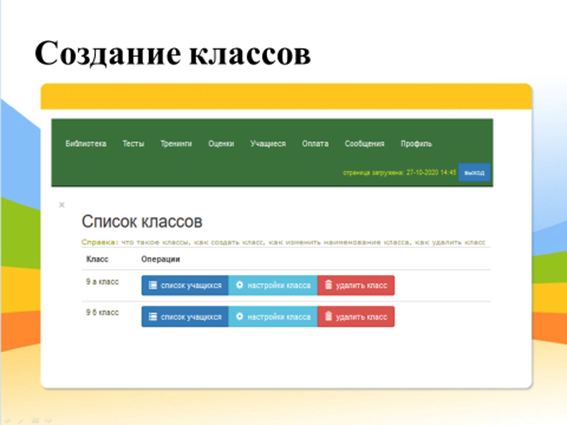 Создание классов
Библиотека Тесты Тренинги Оценки Учащиеся Оплата Сообщения Профиль
страница загружена: 27-10-2020 14:45 выход
×
Список классов
Справка: что такое классы, как создать класс, как изменить наименование класса, как удалить класс
Класс Операции
9 а класс список учащихся настройки класса удалить класс
9 б класс список учащихся настройки класса удалить класс